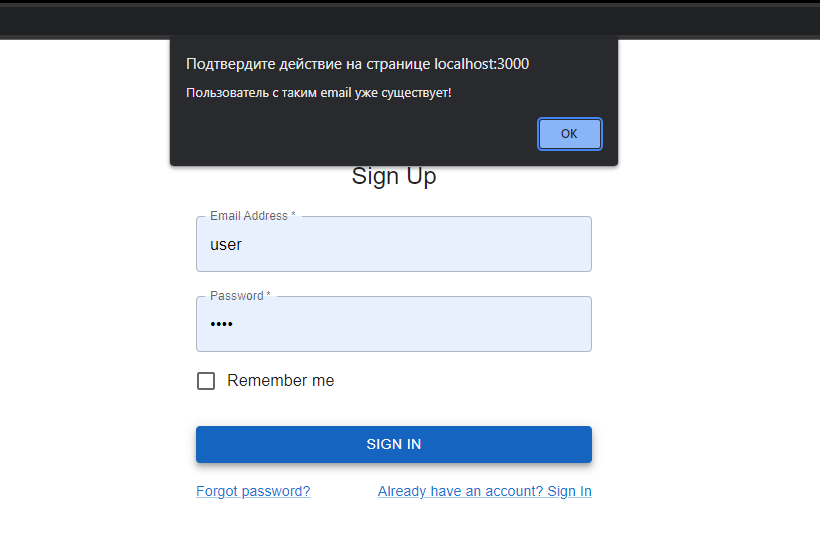 Подтвердите действие на странице localhost:3000
Пользователь с таким email уже существует!
OK
Sign Up
Email Address *
user
Password *
••••
Remember me
SIGN IN
Forgot password? Already have an account? Sign In